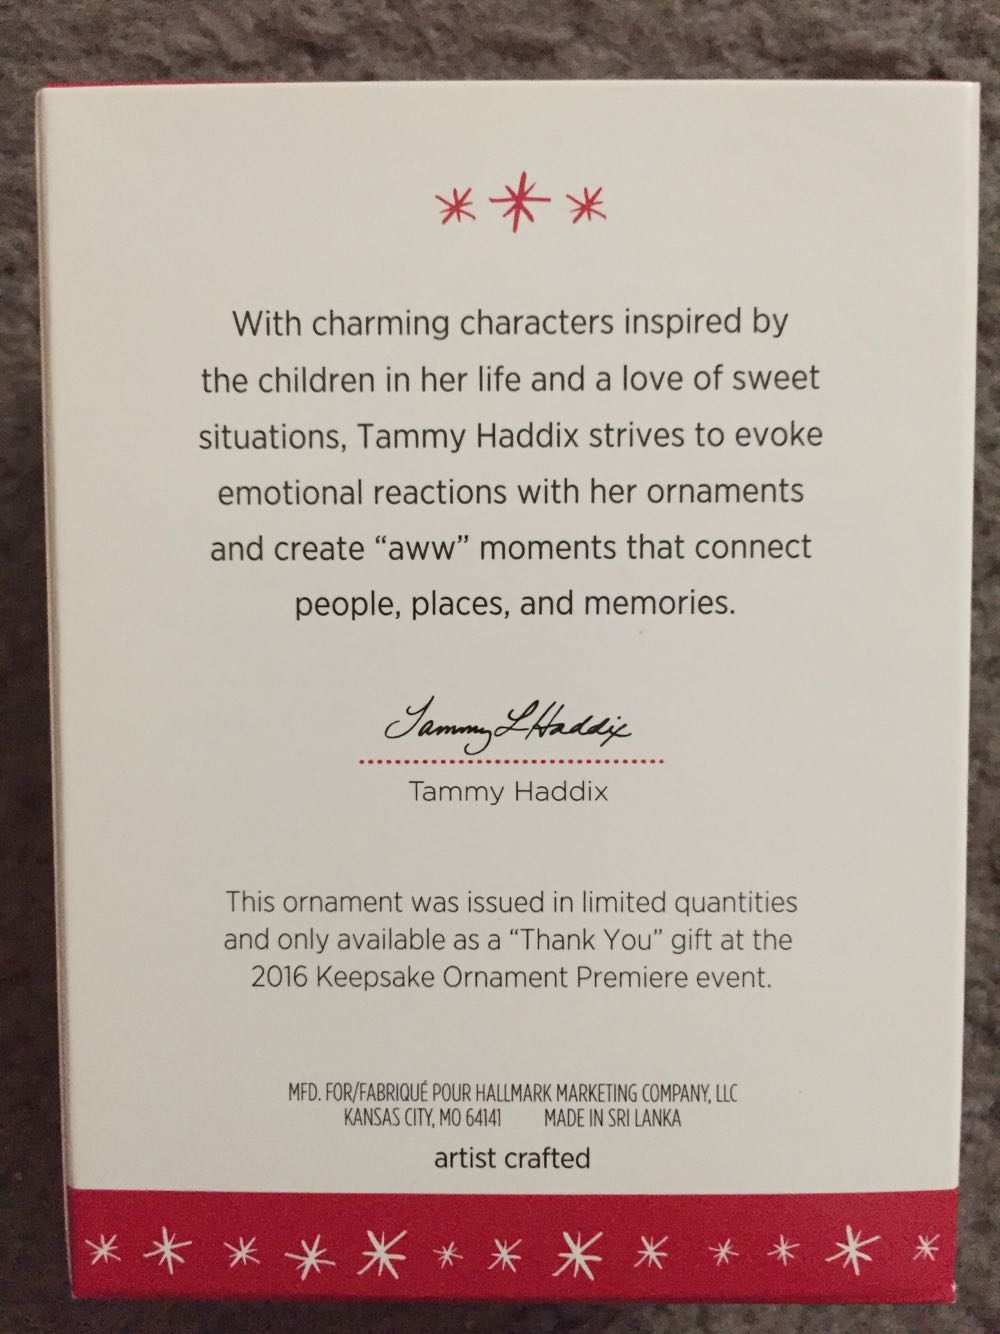 With charming characters inspired by
the children in her life and a love of sweet
situations, Tammy Haddix strives to evoke
emotional reactions with her ornaments
and create “aww” moments that connect
people, places, and memories.
Tammy L Haddix
Tammy Haddix
This ornament was issued in limited quantities
and only available as a “Thank You” gift at the
2016 Keepsake Ornament Premiere event.
MFD. FOR/FABRIQUÉ POUR HALLMARK MARKETING COMPANY, LLC
KANSAS CITY, MO 64141 MADE IN SRI LANKA
artist crafted